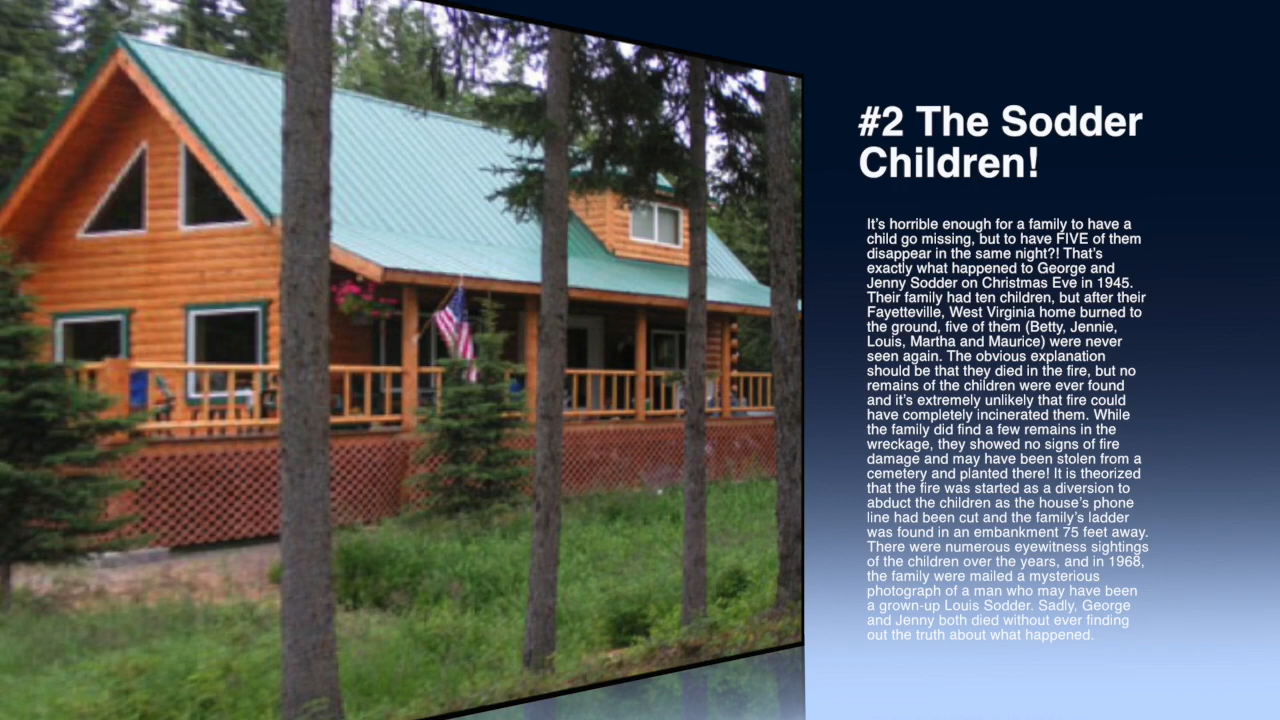 #2 The Sodder
Children!
It's horrible enough for a family to have a
child go missing, but to have FIVE of them
disappear in the same night?! That's
exactly what happened to George and
Jenny Sodder on Christmas Eve in 1945.
Their family had ten children, but after their
Fayetteville, West Virginia home burned to
the ground, five of them (Betty, Jennie,
Louis, Martha and Maurice) were never
seen again. The obvious explanation
should be that they died in the fire, but no
remains of the children were ever found
and it's extremely unlikely that fire could
have completely incinerated them. While
the family did find a few remains in the
wreckage, they showed no signs of fire
damage and may have been stolen from a
cemetery and planted there! It is theorized
that the fire was started as a diversion to
abduct the children as the house's phone
line had been cut and the family's ladder
was found in an embankment 75 feet away.
There were numerous eyewitness sightings
of the children over the years, and in 1968,
the family were mailed a mysterious
photograph of a man who may have been
a grown-up Louis Sodder. Sadly, George
and Jenny both died without ever finding
out the truth about what happened.